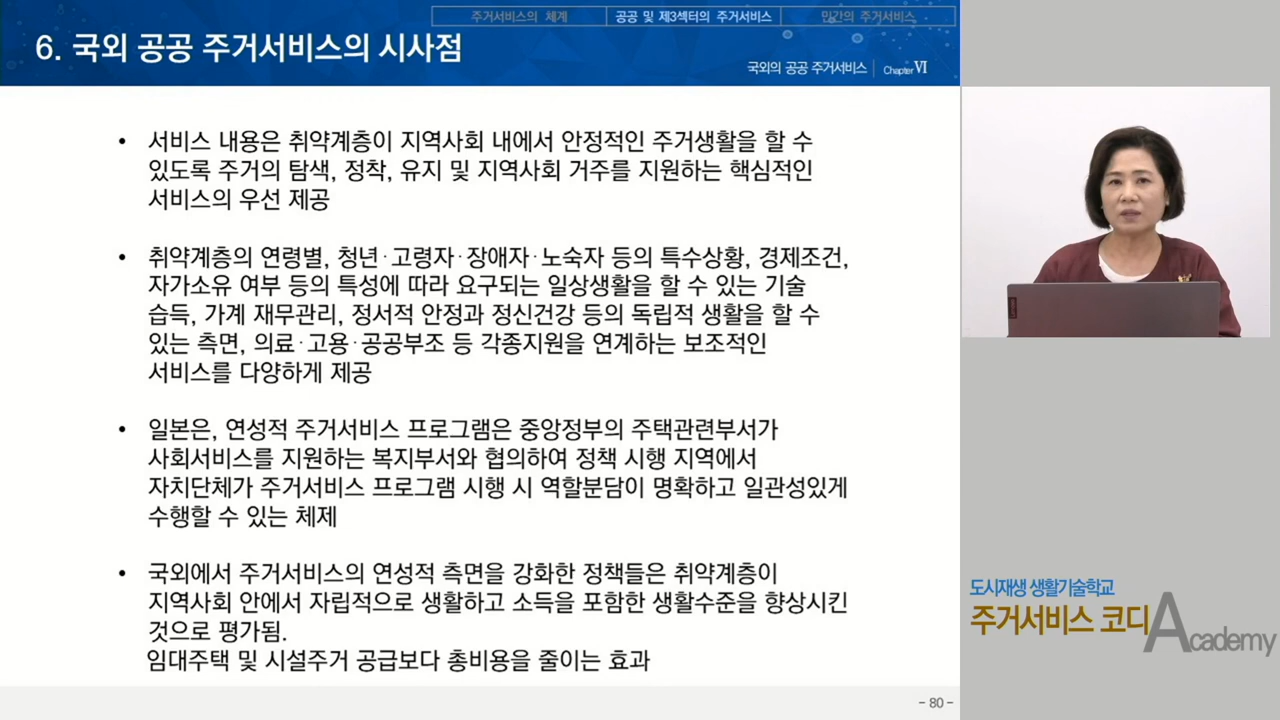 주거서비스의 체계
공공 및 제3섹터의 주거서비스
민간의 주거서비스
6. 국외 공공 주거서비스의 시사점
국외의 공공 주거서비스 | Chapter Ⅵ
• 서비스 내용은 취약계층이 지역사회 내에서 안정적인 주거생활을 할 수
있도록 주거의 탐색, 정착, 유지 및 지역사회 거주를 지원하는 핵심적인
서비스의 우선 제공
• 취약계층의 연령별, 청년·고령자·장애자·노숙자 등의 특수상황, 경제조건,
자가소유 여부 등의 특성에 따라 요구되는 일상생활을 할 수 있는 기술
습득, 가계 재무관리, 정서적 안정과 정신건강 등의 독립적 생활을 할 수
있는 측면, 의료·고용·공공부조 등 각종지원을 연계하는 보조적인
서비스를 다양하게 제공
• 일본은, 연성적 주거서비스 프로그램은 중앙정부의 주택관련부서가
사회서비스를 지원하는 복지부서와 협의하여 정책 시행 지역에서
자치단체가 주거서비스 프로그램 시행 시 역할분담이 명확하고 일관성있게
수행할 수 있는 체제
• 국외에서 주거서비스의 연성적 측면을 강화한 정책들은 취약계층이
지역사회 안에서 자립적으로 생활하고 소득을 포함한 생활수준을 향상시킨
것으로 평가됨.
임대주택 및 시설주거 공급보다 총비용을 줄이는 효과
- 80 -
도시재생 생활기술학교
주거서비스 코디 Academy